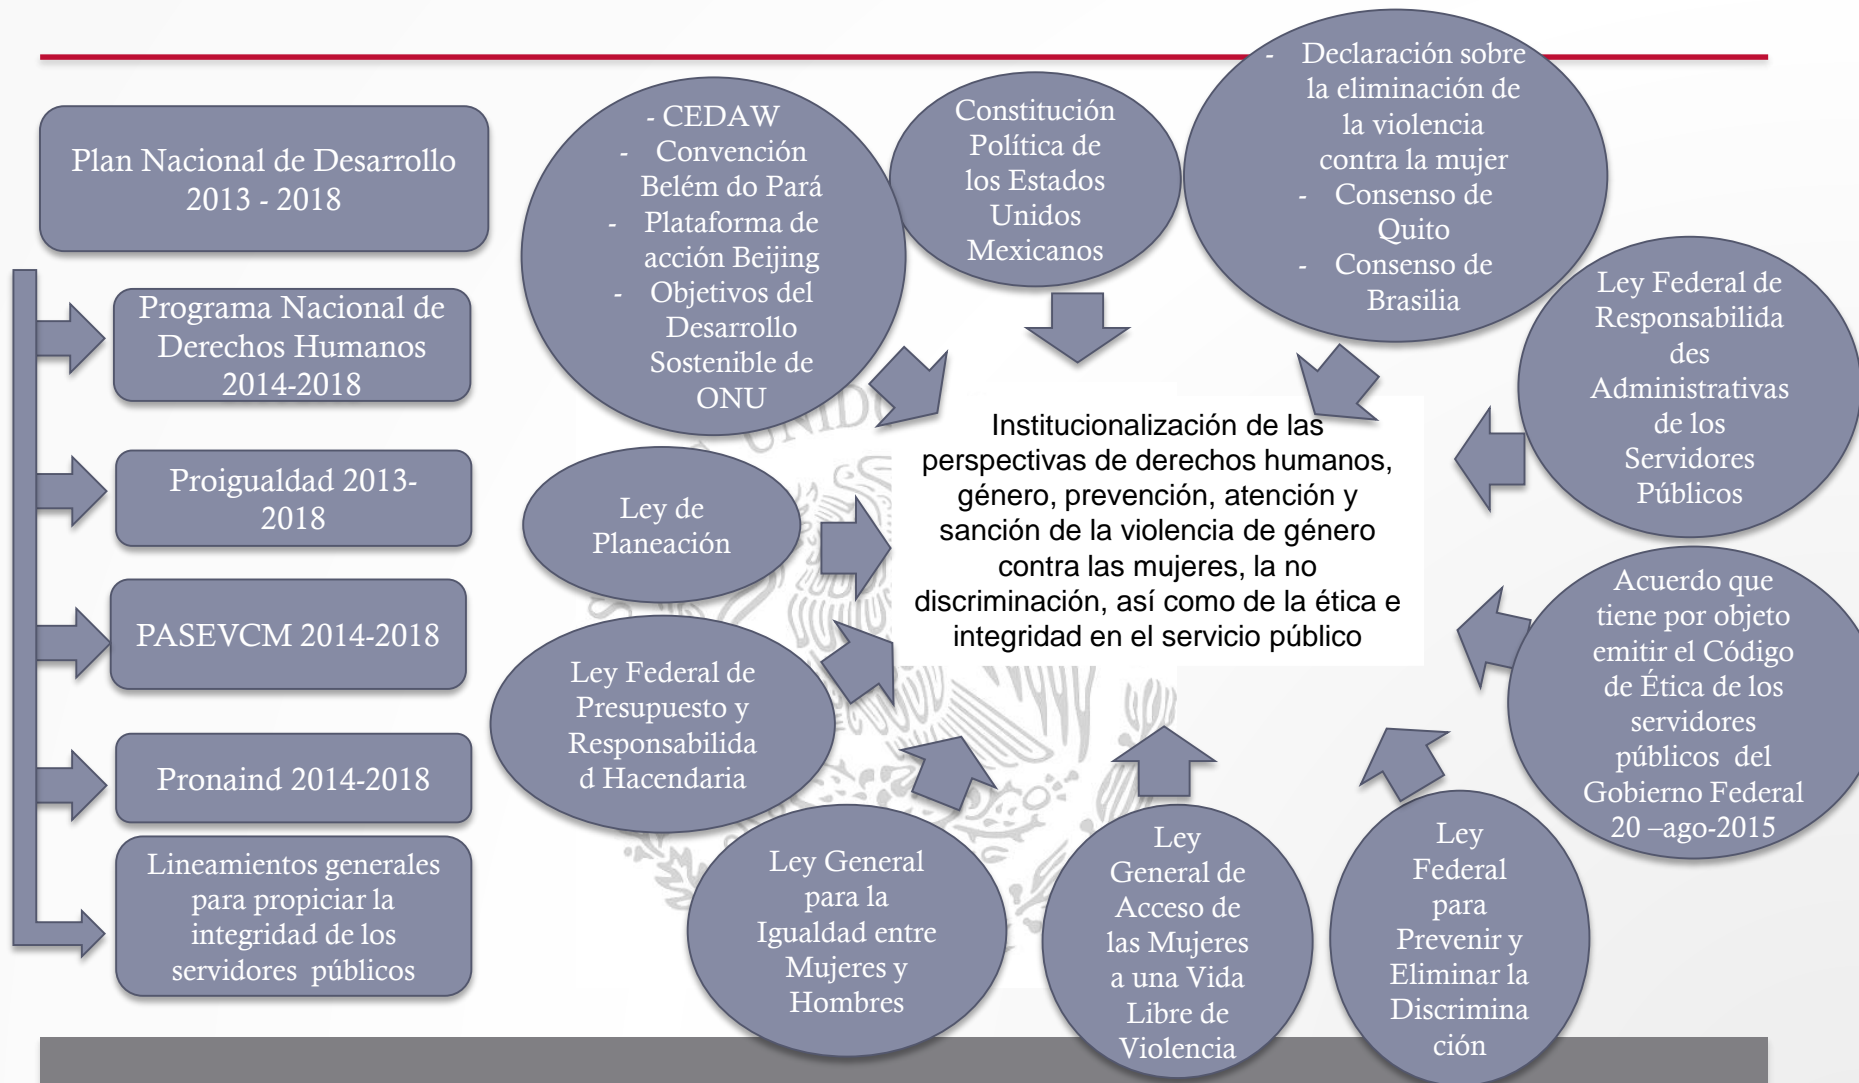 Plan Nacional de Desarrollo
2013 - 2018
Programa Nacional de
Derechos Humanos
2014-2018
Proigualdad 2013-
2018
PASEVCM 2014-2018
Pronaind 2014-2018
Lineamientos generales
para propiciar la
integridad de los
servidores públicos
- CEDAW
- Convención
Belém do Pará
- Plataforma de
acción Beijing
- Objetivos del
Desarrollo
Sostenible de
ONU
Constitución
Política de
los Estados
Unidos
Mexicanos
- Declaración sobre
la eliminación de
la violencia
contra la mujer
- Consenso de
Quito
- Consenso de
Brasilia
Ley Federal de
Responsabilida
des
Administrativas
de los
Servidores
Públicos
Acuerdo que
tiene por objeto
emitir el Código
de Ética de los
servidores
públicos del
Gobierno Federal
20 –ago-2015
Ley
Federal
para
Prevenir y
Eliminar la
Discrimina
ción
Ley
General de
Acceso de
las Mujeres
a una Vida
Libre de
Violencia
Ley General
para la
Igualdad entre
Mujeres y
Hombres
Ley Federal de
Presupuesto y
Responsabilida
d Hacendaria
Ley de
Planeación
Institucionalización de las
perspectivas de derechos humanos,
género, prevención, atención y
sanción de la violencia de género
contra las mujeres, la no
discriminación, así como de la ética e
integridad en el servicio público